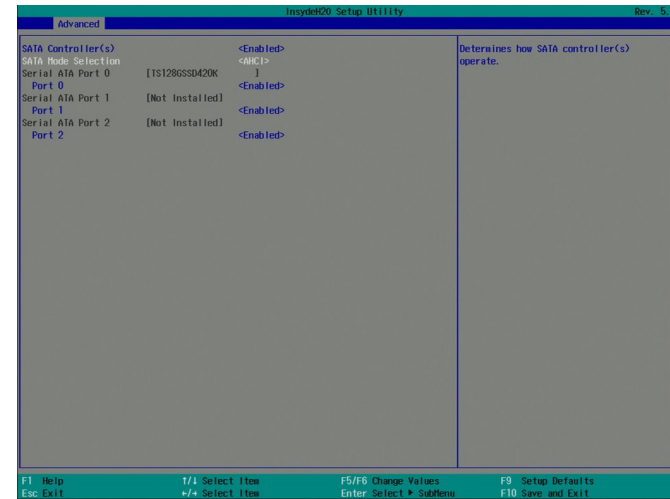 InsydeH20 Setup Utility Rev. 5.
Advanced
SATA Controller(s) <Enabled> Determines how SATA controller(s)
SATA Mode Selection <AHCI> operate.
Serial ATA Port 0 [TS128GSSD420K ]
Port 0 <Enabled>
Serial ATA Port 1 [Not Installed]
Port 1 <Enabled>
Serial ATA Port 2 [Not Installed]
Port 2 <Enabled>
F1 Help ↑/↓ Select Item F5/F6 Change Values F9 Setup Defaults
Esc Exit ←/→ Select Item Enter Select ▶ SubMenu F10 Save and Exit